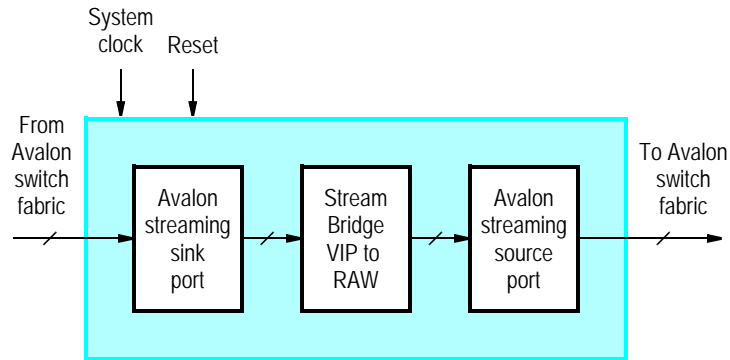 System
clock
Reset
From
Avalon
switch
fabric
Avalon
streaming
sink
port
Stream
Bridge
VIP to
RAW
Avalon
streaming
source
port
To Avalon
switch
fabric